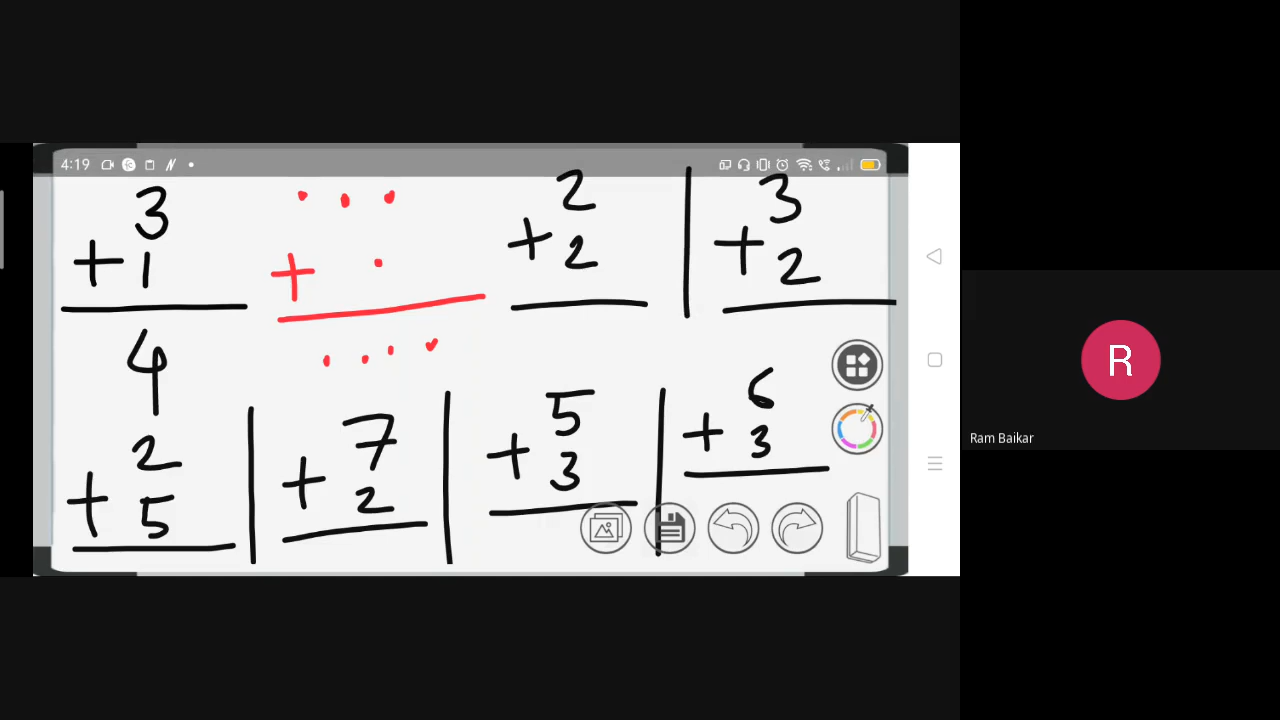 4:19
3 2 3
+1 + +2 +2
4
2 7 5 6
+5 +2 +3 +3
R
Ram Baikar